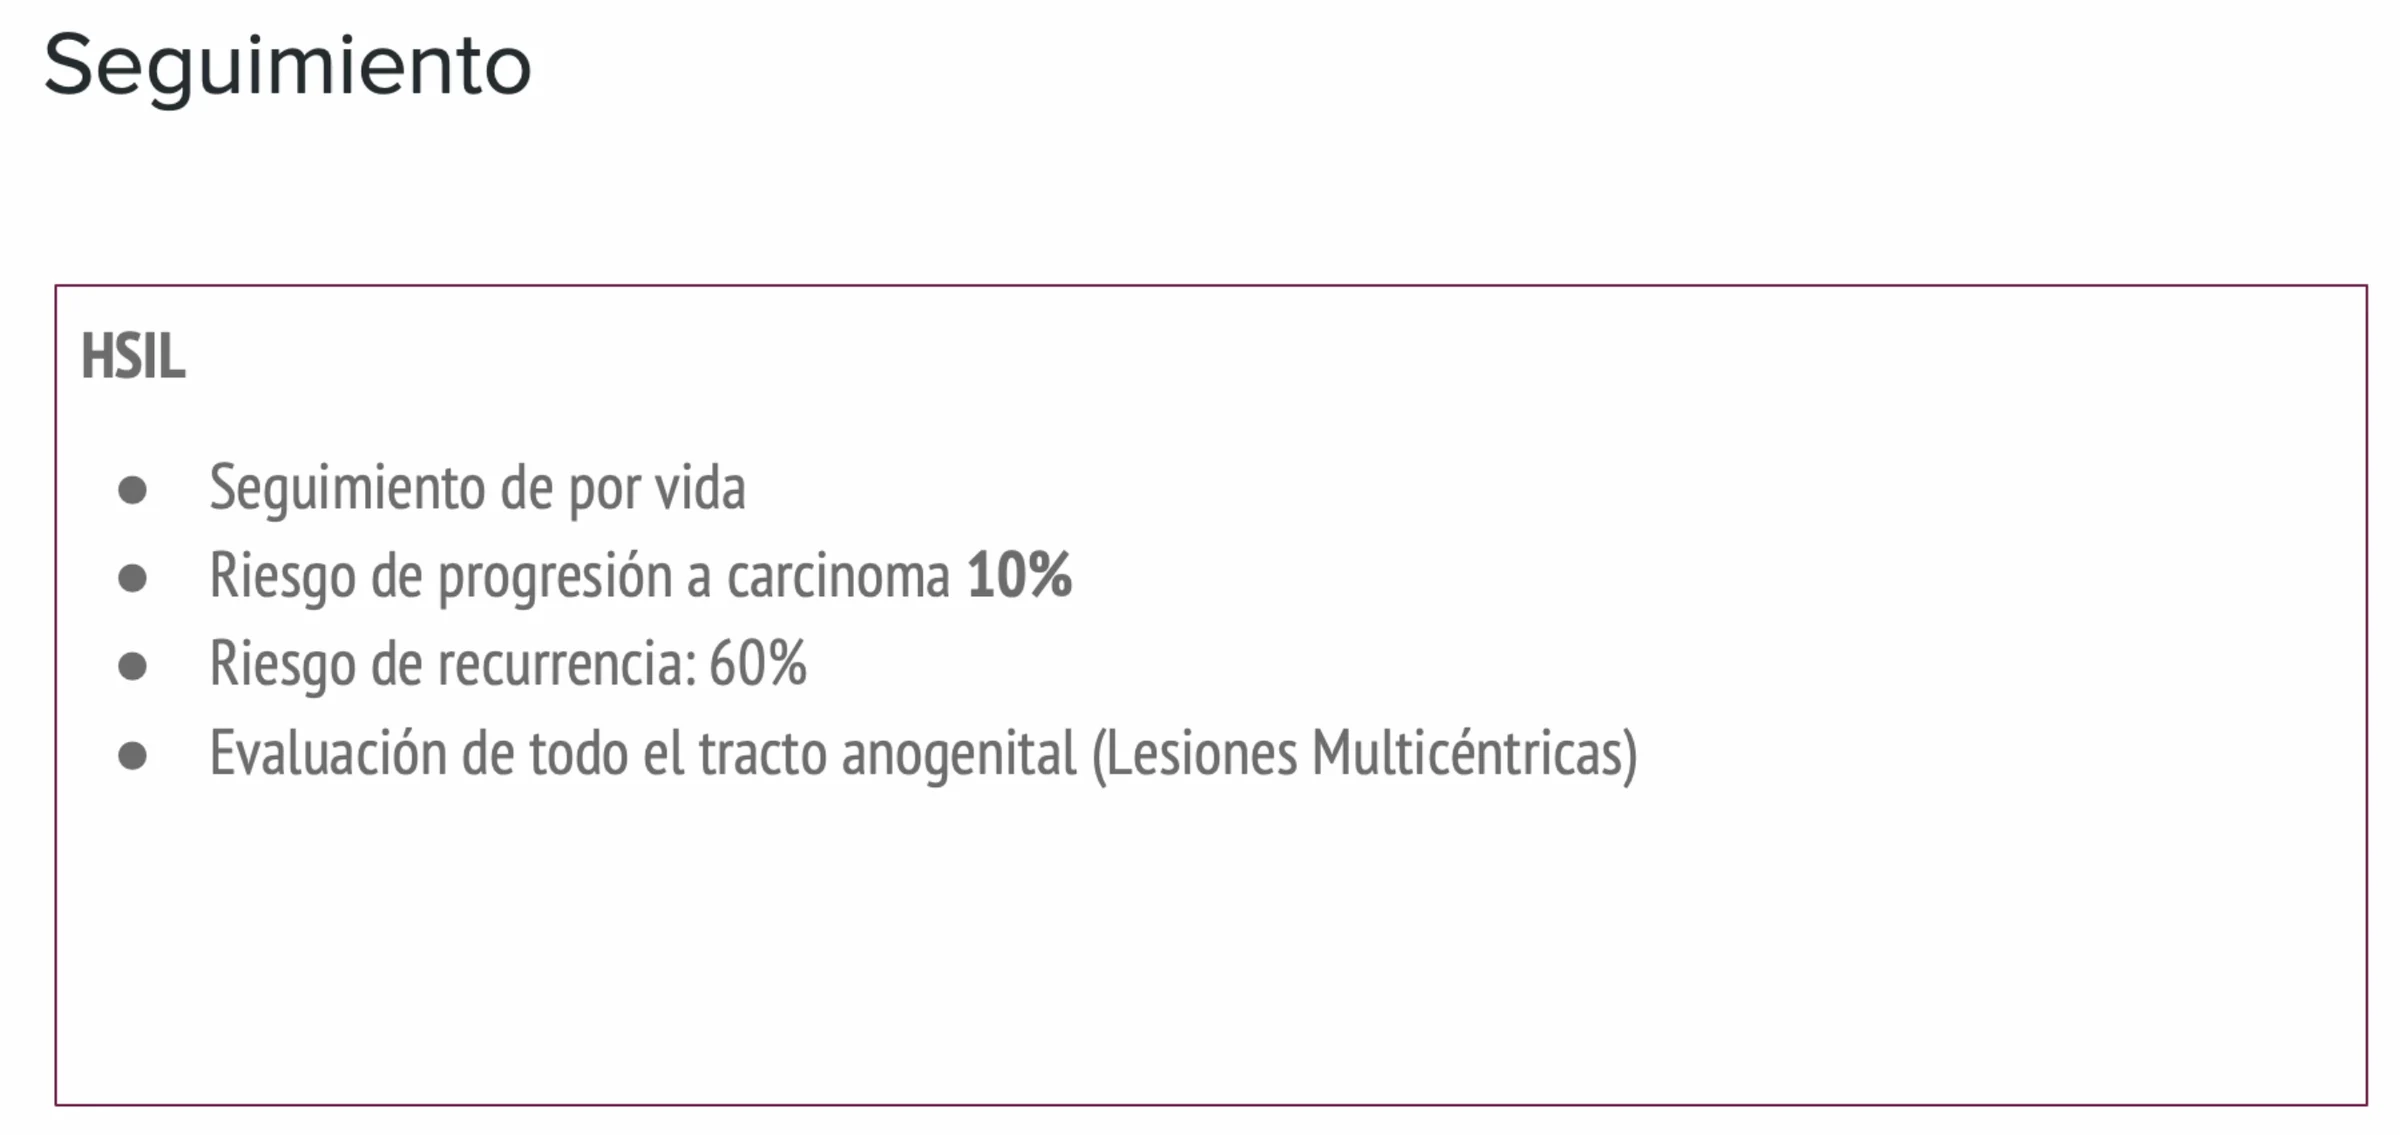 Seguimiento
HSIL
● Seguimiento de por vida
● Riesgo de progresión a carcinoma 10%
● Riesgo de recurrencia: 60%
● Evaluación de todo el tracto anogenital (Lesiones Multicéntricas)